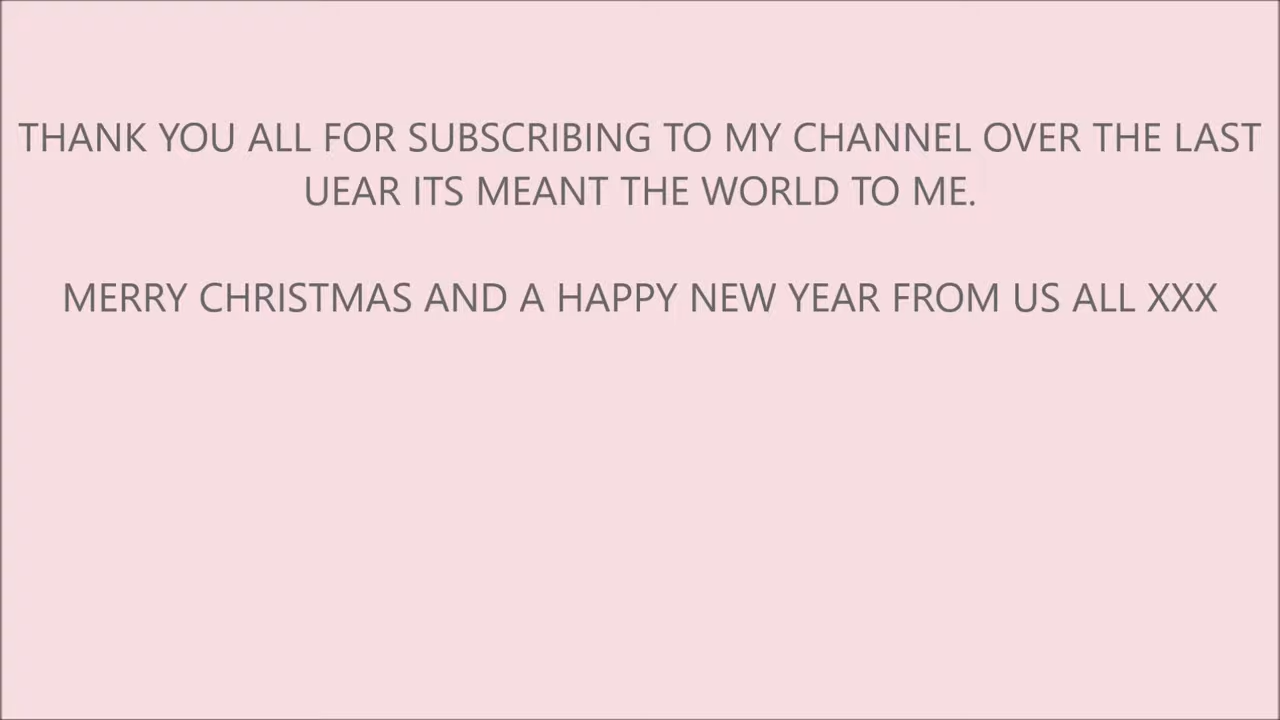 THANK YOU ALL FOR SUBSCRIBING TO MY CHANNEL OVER THE LAST
UEAR ITS MEANT THE WORLD TO ME.
MERRY CHRISTMAS AND A HAPPY NEW YEAR FROM US ALL XXX